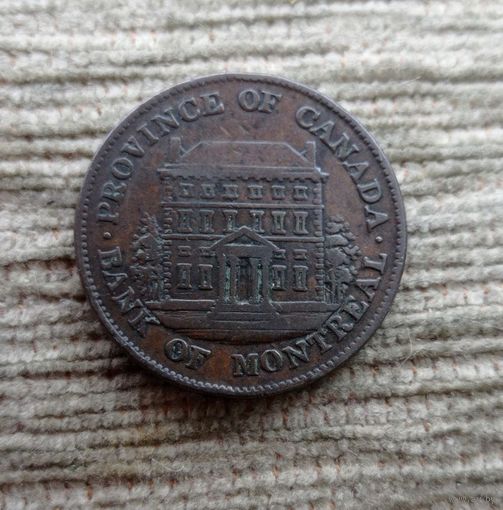 · PROVINCE OF CANADA ·
BANK OF MONTREAL